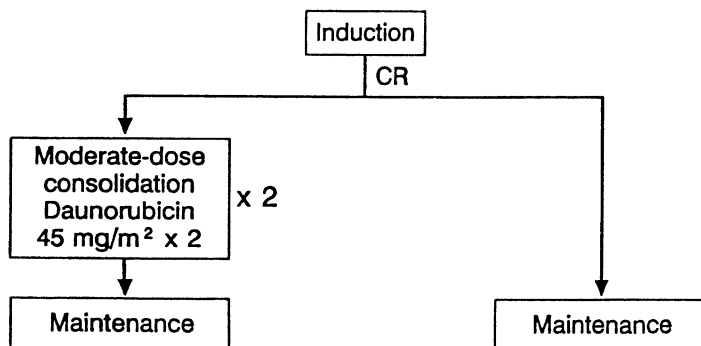 Induction
CR
Moderate-dose
consolidation
Daunorubicin
45 mg/m² x 2
x 2
Maintenance
Maintenance